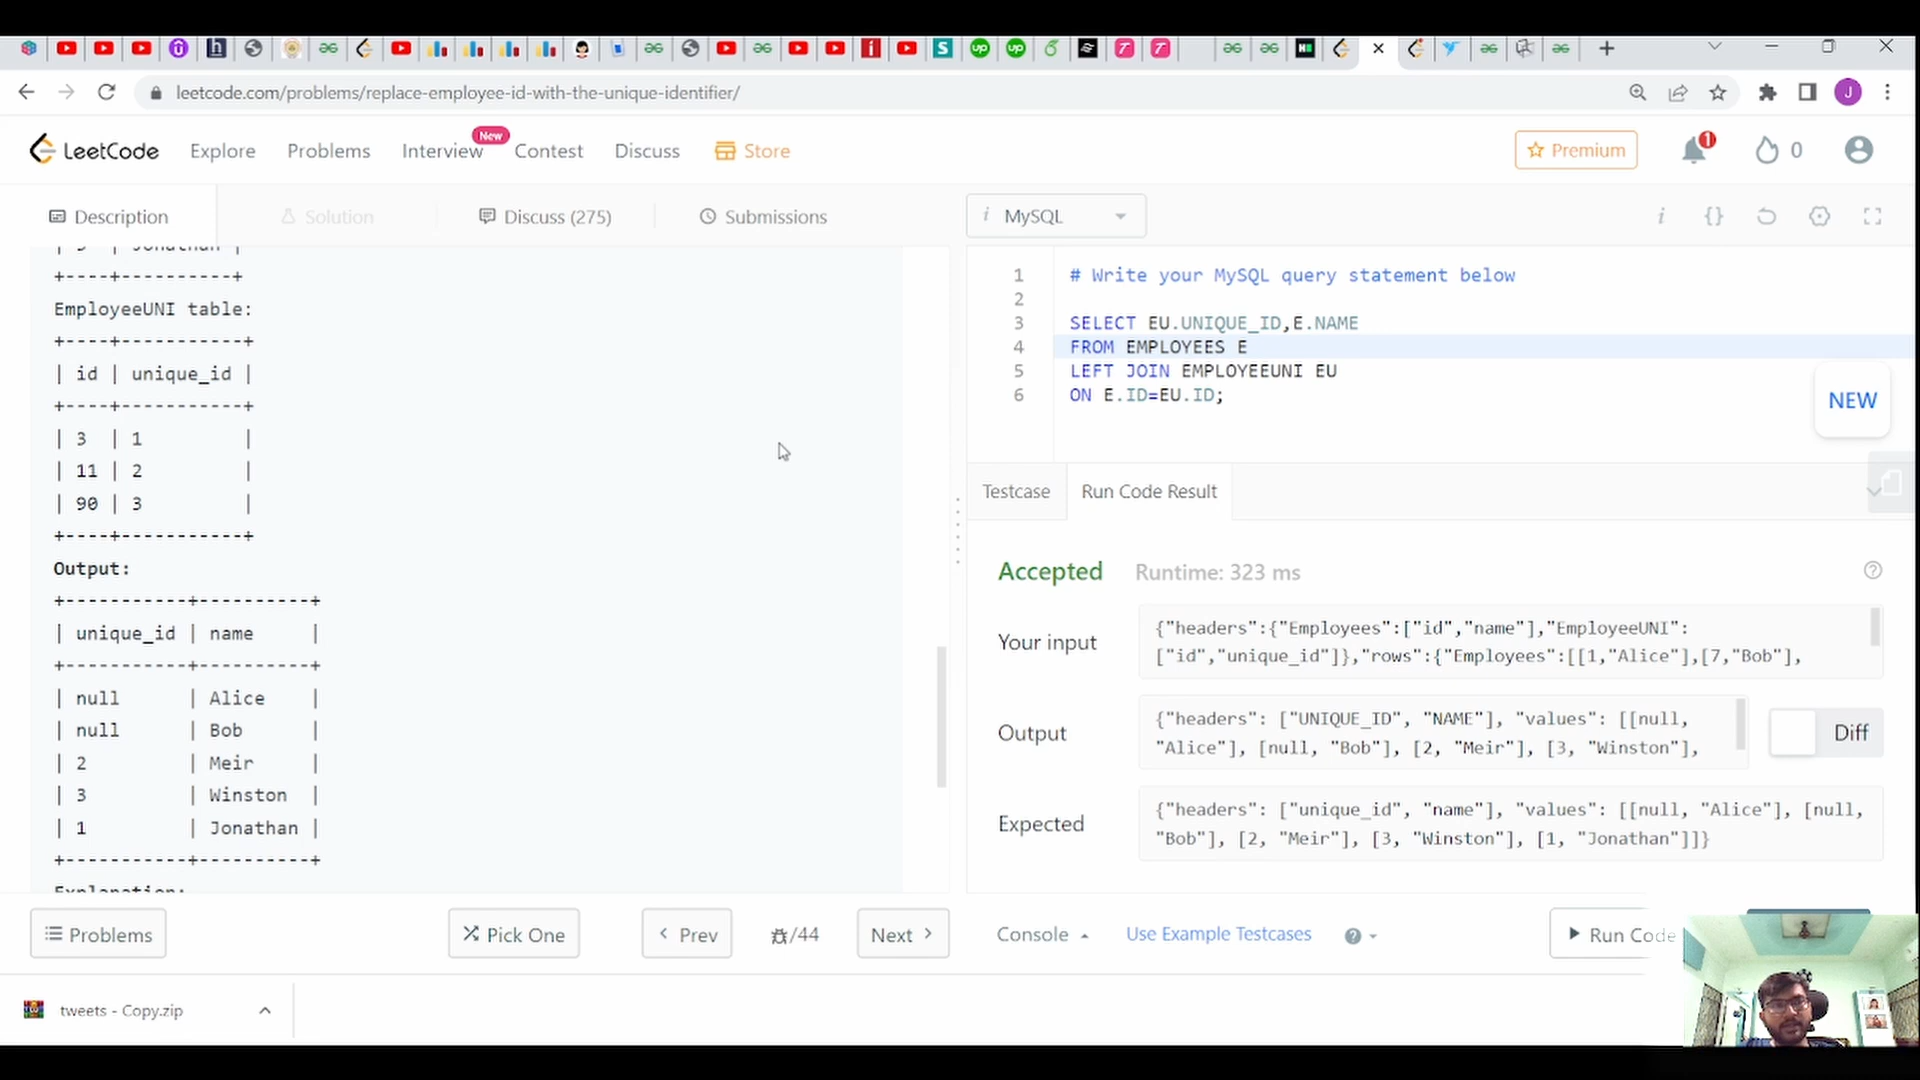 leetcode.com/problems/replace-employee-id-with-the-unique-identifier/
J
LeetCode
Explore
Problems
Interview
New
Contest
Discuss
Store
Premium
1
0
Description
Solution
Discuss (275)
Submissions
i MySQL
i {}
+----+----------+
EmployeeUNI table:
+----+-----------+
| id | unique_id |
+----+-----------+
| 3  | 1         |
| 11 | 2         |
| 90 | 3         |
+----+-----------+
Output:
+-----------+----------+
| unique_id | name     |
+-----------+----------+
| null      | Alice    |
| null      | Bob      |
| 2         | Meir     |
| 3         | Winston  |
| 1         | Jonathan |
+-----------+----------+
Explanation:
1 # Write your MySQL query statement below
2
3 SELECT EU.UNIQUE_ID,E.NAME
4 FROM EMPLOYEES E
5 LEFT JOIN EMPLOYEEUNI EU
6 ON E.ID=EU.ID;
NEW
Testcase
Run Code Result
Accepted Runtime: 323 ms
Your input
{"headers":{"Employees":["id","name"],"EmployeeUNI":
["id","unique_id"]},"rows":{"Employees":[[1,"Alice"],[7,"Bob"],
Output
{"headers": ["UNIQUE_ID", "NAME"], "values": [[null,
"Alice"], [null, "Bob"], [2, "Meir"], [3, "Winston"],
Diff
Expected
{"headers": ["unique_id", "name"], "values": [[null, "Alice"], [null,
"Bob"], [2, "Meir"], [3, "Winston"], [1, "Jonathan"]]}
Problems
Pick One
Prev
/44
Next
Console
Use Example Testcases
Run Code
tweets - Copy.zip